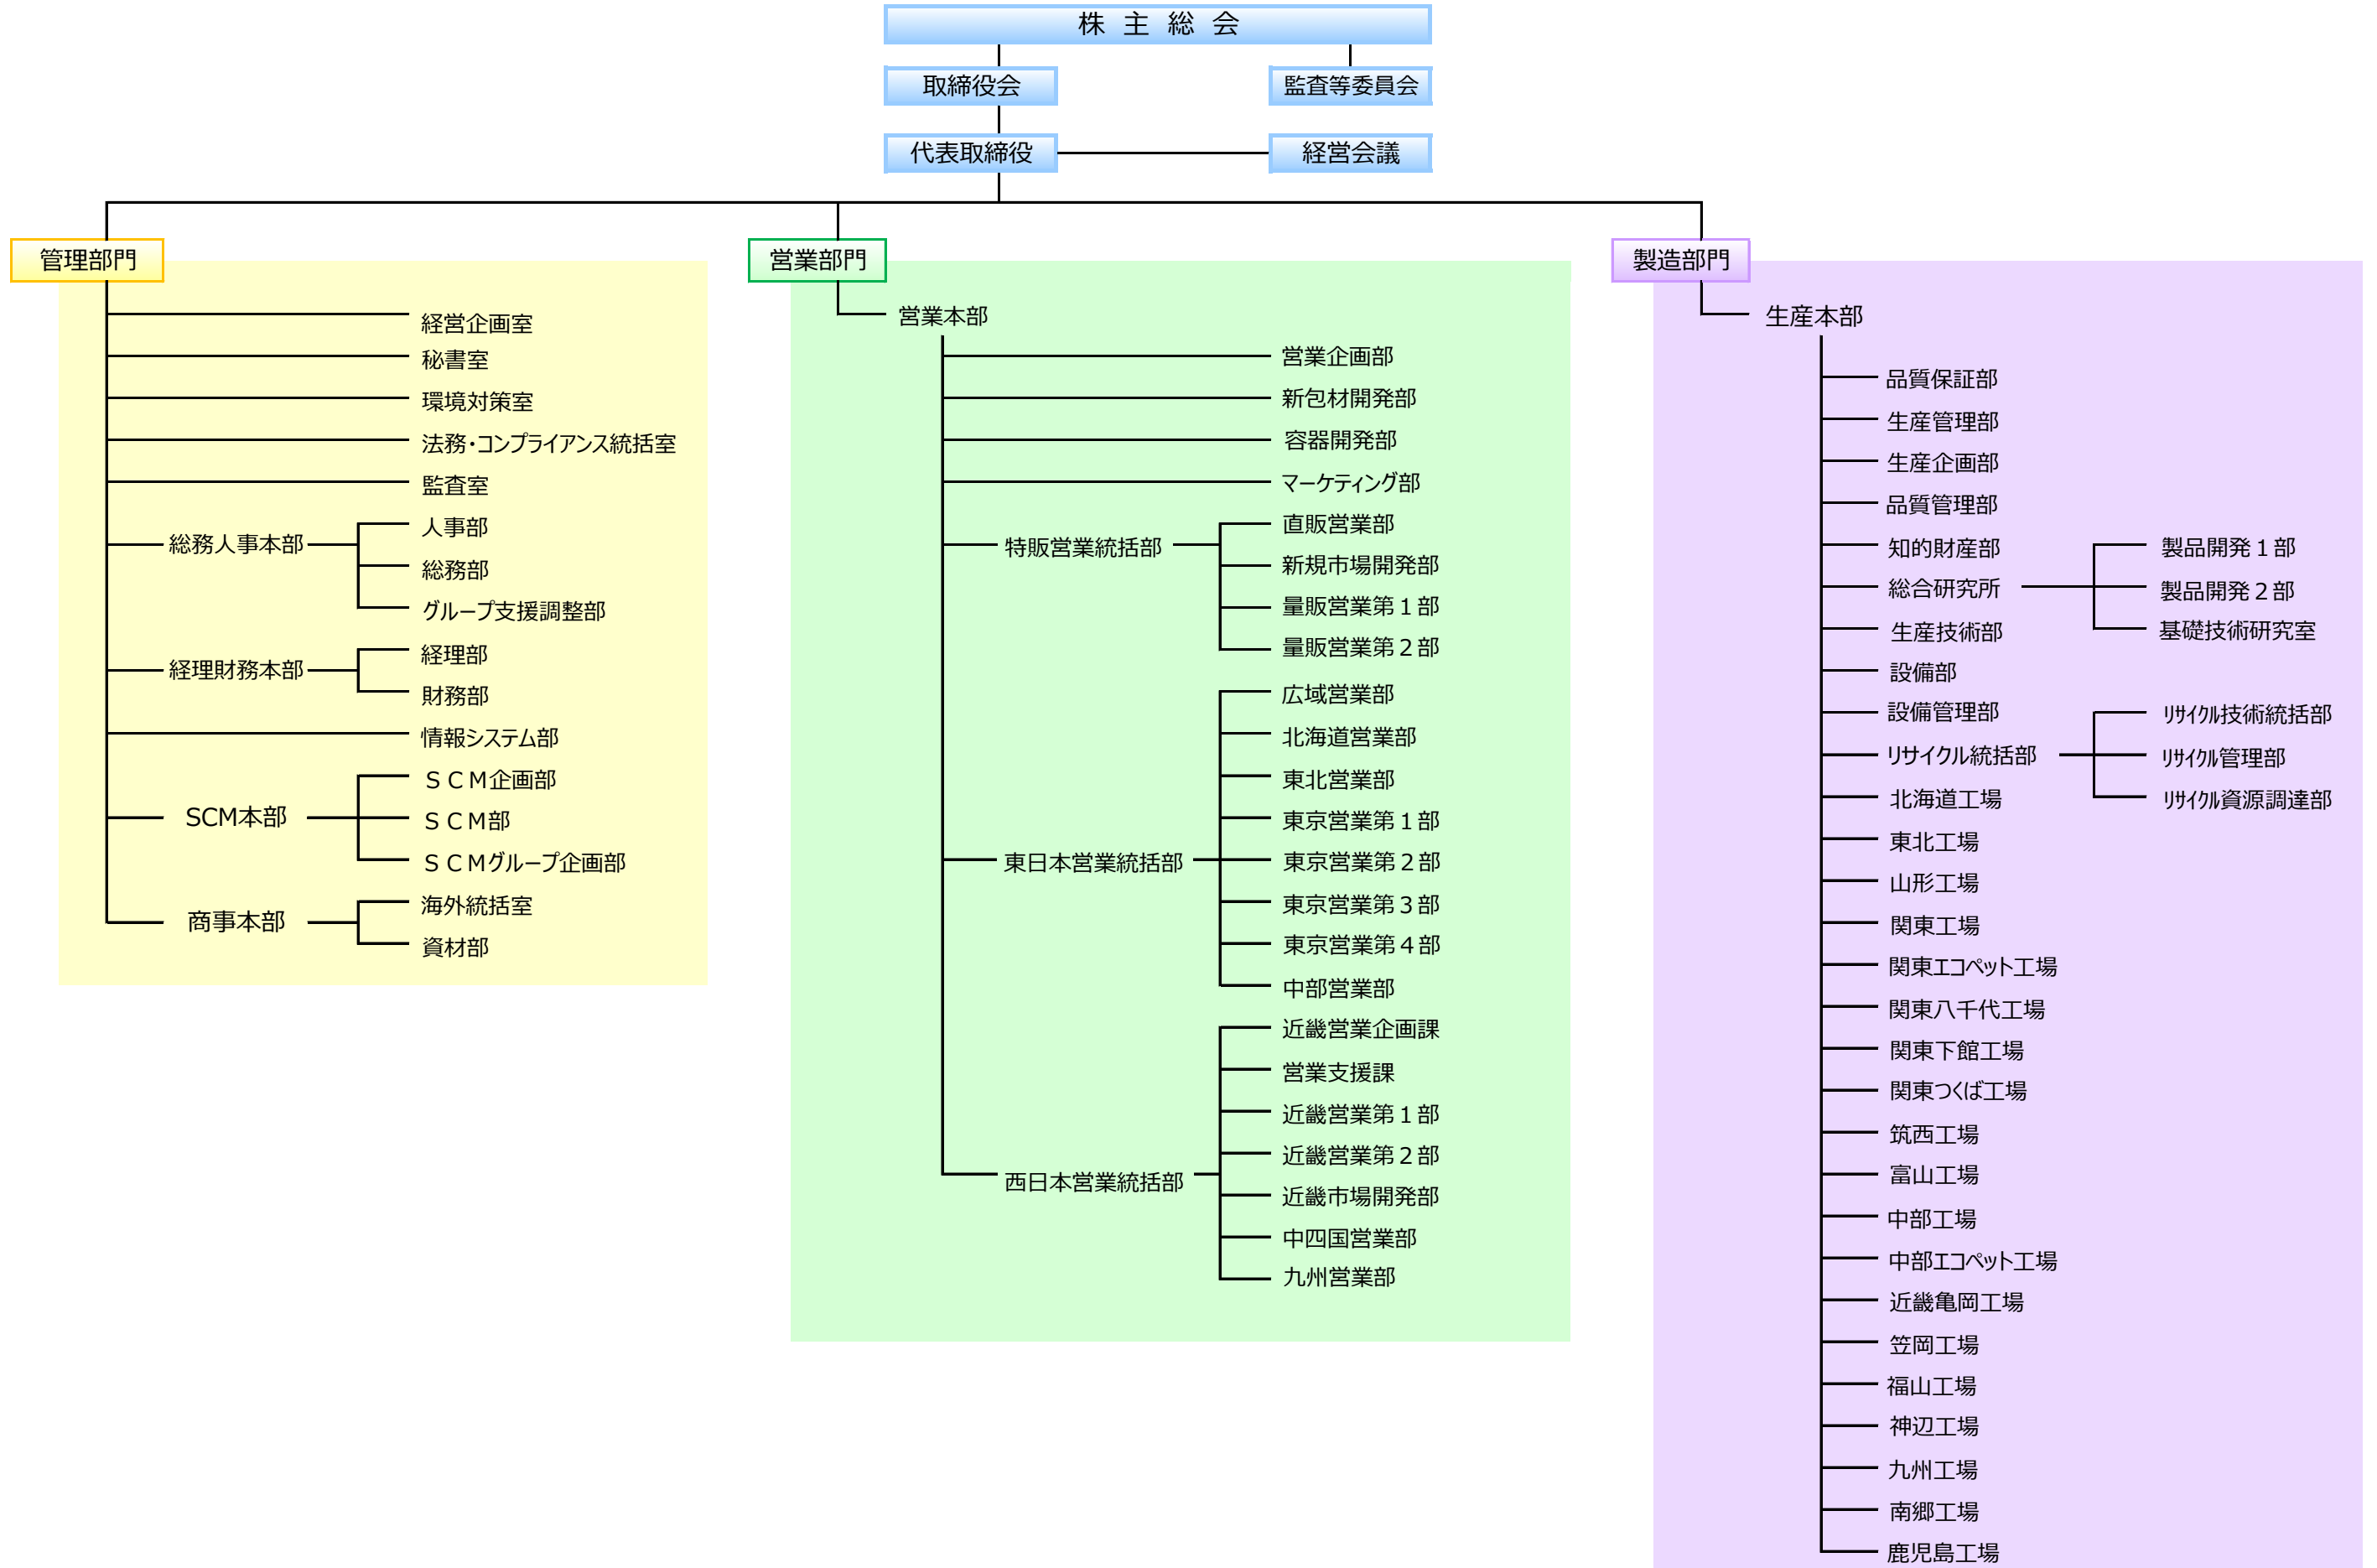 株 主 総 会
取締役会
監査等委員会
代表取締役
経営会議
管理部門
経営企画室
秘書室
環境対策室
法務・コンプライアンス統括室
監査室
総務人事本部
人事部
総務部
グループ支援調整部
経理財務本部
経理部
財務部
情報システム部
SCM本部
ＳＣＭ企画部
ＳＣＭ部
ＳＣＭグループ企画部
商事本部
海外統括室
資材部
営業部門
営業本部
営業企画部
新包材開発部
容器開発部
マーケティング部
特販営業統括部
直販営業部
新規市場開発部
量販営業第１部
量販営業第２部
東日本営業統括部
広域営業部
北海道営業部
東北営業部
東京営業第１部
東京営業第２部
東京営業第３部
東京営業第４部
中部営業部
西日本営業統括部
近畿営業企画課
営業支援課
近畿営業第１部
近畿営業第２部
近畿市場開発部
中四国営業部
九州営業部
製造部門
生産本部
品質保証部
生産管理部
生産企画部
品質管理部
知的財産部
総合研究所
製品開発１部
製品開発２部
基礎技術研究室
生産技術部
設備部
設備管理部
リサイクル統括部
ﾘｻｲｸﾙ技術統括部
ﾘｻｲｸﾙ管理部
ﾘｻｲｸﾙ資源調達部
北海道工場
東北工場
山形工場
関東工場
関東エコペット工場
関東八千代工場
関東下館工場
関東つくば工場
筑西工場
富山工場
中部工場
中部エコペット工場
近畿亀岡工場
笠岡工場
福山工場
神辺工場
九州工場
南郷工場
鹿児島工場